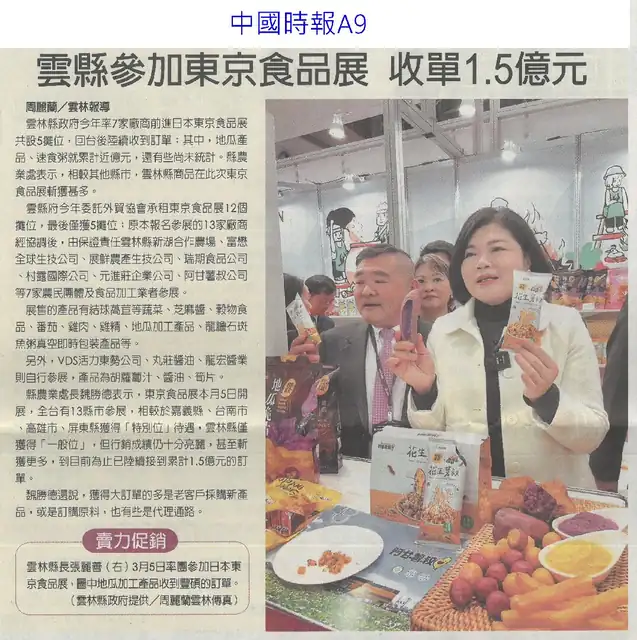 中國時報A9
雲縣參加東京食品展 收單1.5億元
周麗蘭／雲林報導
雲林縣政府今年率7家廠商前進日本東京食品展
共設5攤位，回台後陸續收到訂單；其中，地瓜產
品、速食粥就累計近億元，還有些尚未統計。縣農
業處表示，相較其他縣市，雲林縣商品在此次東京
食品展斬獲甚多。
雲縣府今年委託外貿協會承租東京食品展12個
攤位，最後僅獲5攤位；原本報名參展的13家廠商
經協調後，由保證責任雲林縣新湖合作農場、富懋
全球生技公司、展鮮農產生技公司、瑞期食品公司
、村露國際公司、元進莊企業公司、阿甘薯叔公司
等7家農民團體及食品加工業者參展。
展售的產品有結球萵苣等蔬菜、芝麻醬、穀物食
品、番茄、雞肉、雞精、地瓜加工產品、龍膽石斑
魚粥真空即時包裝產品等。
另外，VDS活力東勢公司、丸莊醬油、龍宏醬業
則自行參展，產品為胡蘿蔔汁、醬油、筍片。
縣農業處長魏勝德表示，東京食品展本月5日開
展，全台有13縣市參展，相較於嘉義縣、台南市
、高雄市、屏東縣獲得「特別位」待遇，雲林縣僅
獲得「一般位」，但行銷成績仍十分亮麗，甚至斬
獲更多，到目前為止已陸續接到累計1.5億元的訂
單。
魏勝德還說，獲得大訂單的多是老客戶採購新產
品，或是訂購原料，也有些是代理通路。
賣力促銷
雲林縣長張麗善（右）3月5日率團參加日本東
京食品展，圖中地瓜加工產品收到豐碩的訂單。
（雲林縣政府提供／周麗蘭雲林傳真）
花生